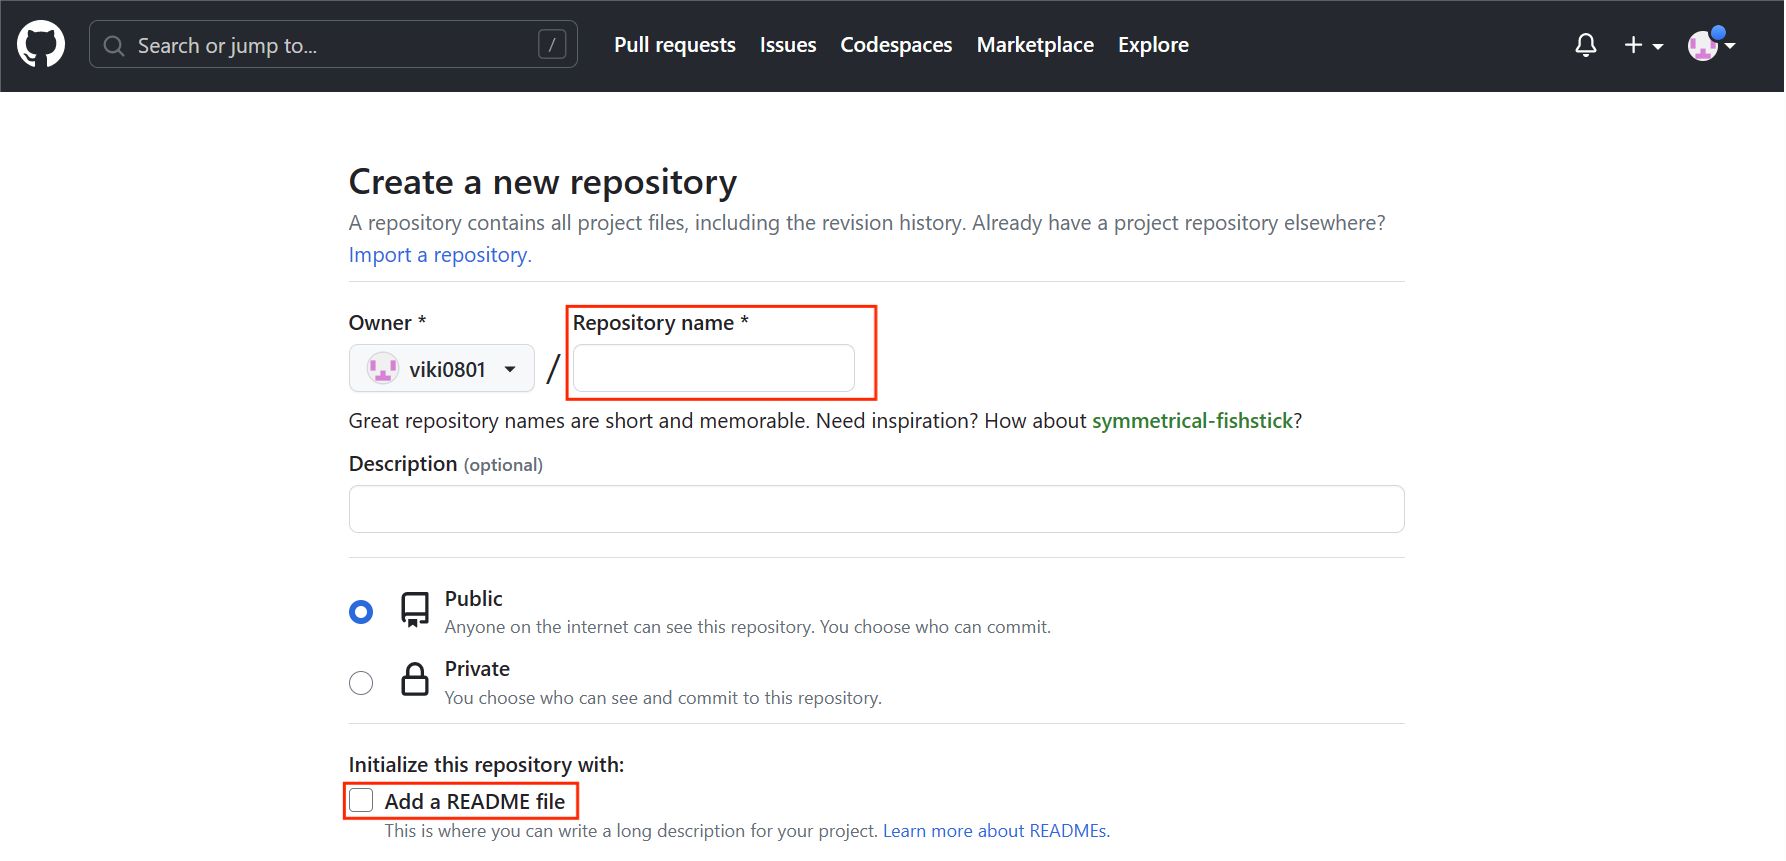 Search or jump to... / Pull requests Issues Codespaces Marketplace Explore
Create a new repository
A repository contains all project files, including the revision history. Already have a project repository elsewhere?
Import a repository.
Owner * Repository name *
viki0801 /
Great repository names are short and memorable. Need inspiration? How about symmetrical-fishstick?
Description (optional)
Public
Anyone on the internet can see this repository. You choose who can commit.
Private
You choose who can see and commit to this repository.
Initialize this repository with:
Add a README file
This is where you can write a long description for your project. Learn more about READMEs.